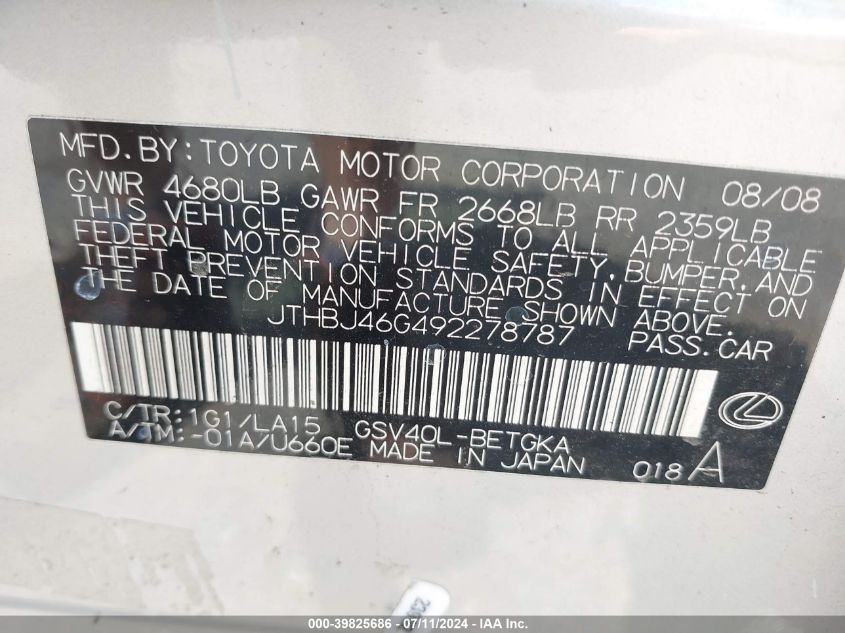 MFD.BY:TOYOTA MOTOR CORPORATION 08/08
GVWR 4680LB GAWR FR 2668LB RR 2359LB
THIS VEHICLE CONFORMS TO ALL APPLICABLE
FEDERAL MOTOR VEHICLE SAFETY,BUMPER,AND
THEFT PREVENTION STANDARDS IN EFFECT ON
THE DATE OF MANUFACTURE SHOWN ABOVE.
JTHBJ46G492278787 PASS.CAR
C/TR:1G1/LA15 GSV40L-BETGKA
A/TM:-01A/U660E MADE IN JAPAN 018A
000-39825686 - 07/11/2024 - IAA Inc.